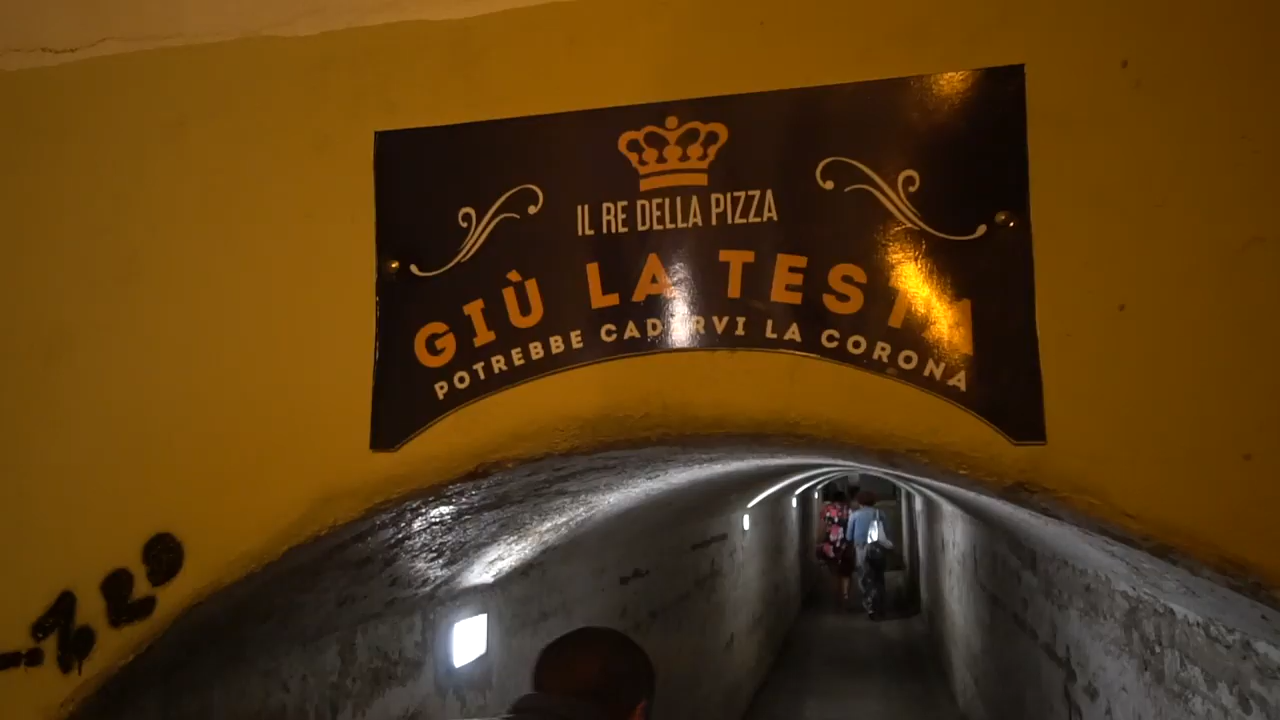 IL RE DELLA PIZZA
GIÙ LA TESTA
POTREBBE CADERVI LA CORONA